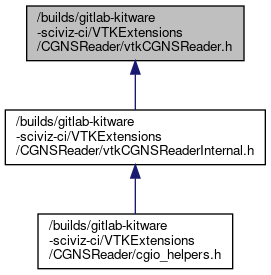 /builds/gitlab-kitware
-sciviz-ci/VTKExtensions
/CGNSReader/vtkCGNSReader.h
/builds/gitlab-kitware
-sciviz-ci/VTKExtensions
/CGNSReader/vtkCGNSReaderInternal.h
/builds/gitlab-kitware
-sciviz-ci/VTKExtensions
/CGNSReader/cgio_helpers.h